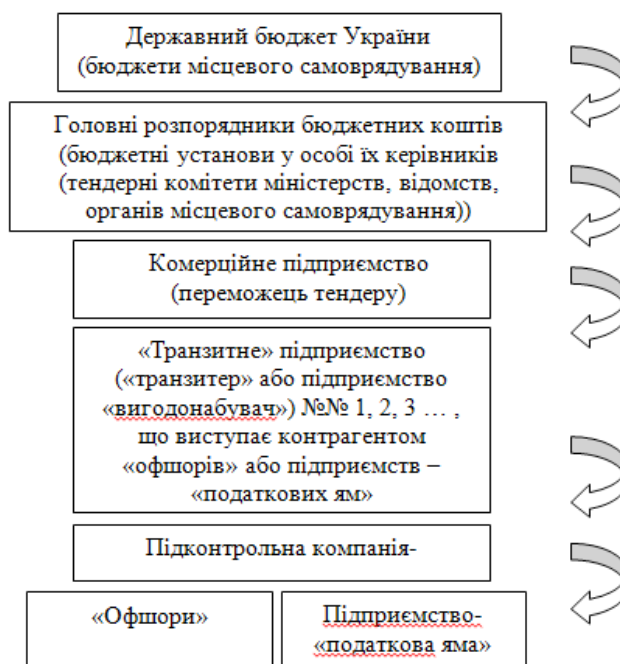 Державний бюджет України
(бюджети місцевого самоврядування)
Головні розпорядники бюджетних коштів
(бюджетні установи у особі їх керівників
(тендерні комітети міністерств, відомств,
органів місцевого самоврядування))
Комерційне підприємство
(переможець тендеру)
«Транзитне» підприємство
(«транзитер» або підприємство
«вигодонабувач») №№ 1, 2, 3 … ,
що виступає контрагентом
«офшорів» або підприємств –
«податкових ям»
Підконтрольна компанія-
«Офшори»
Підприємство-
«податкова яма»